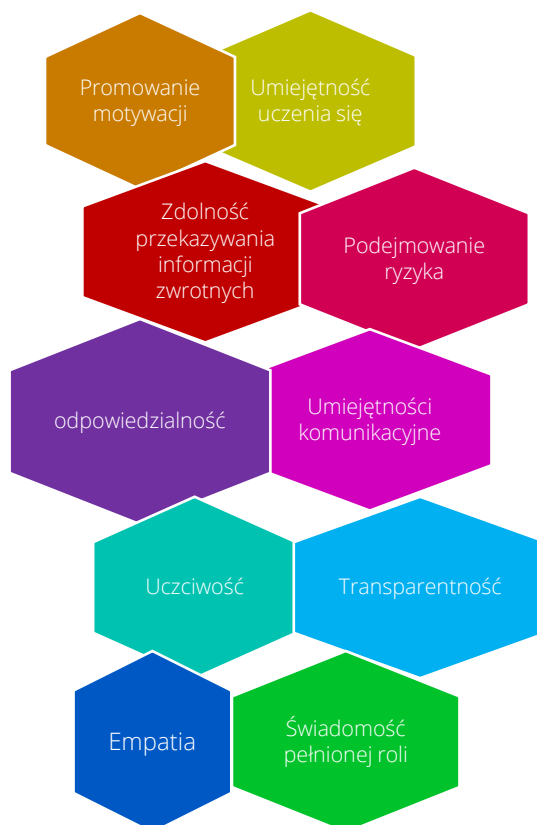 Promowanie
motywacji
Umiejętność
uczenia się
Zdolność
przekazywania
informacji
zwrotnych
Podejmowanie
ryzyka
odpowiedzialność
Umiejętności
komunikacyjne
Uczciwość
Transparentność
Empatia
Świadomość
pełnionej roli